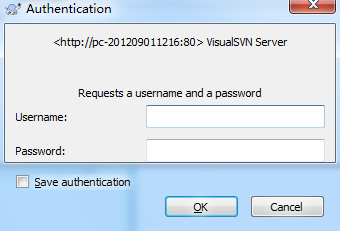 Authentication
<http://pc-201209011216:80> VisualSVN Server
Requests a username and a password
Username:
Password:
Save authentication
OK
Cancel